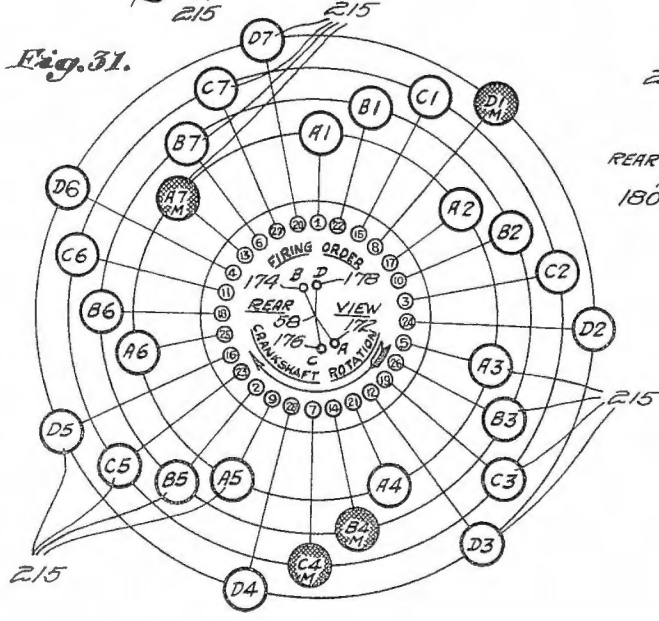 215
215
Fig. 31.
D7
C7
C1
D1
M
B7
B1
A1
2
REAR
180
D6
A7
M
A2
B2
C6
C2
B6
D2
A6
A3
215
B3
D5
C5
B5
A5
A4
C3
B4
M
C4
M
D3
D4
215
1
22
15
8
17
10
3
24
5
26
19
12
21
14
7
28
9
2
23
16
25
18
11
4
13
6
27
20
FIRING ORDER
174
B
D
178
REAR
VIEW
58
172
176
A
C
CRANKSHAFT ROTATION